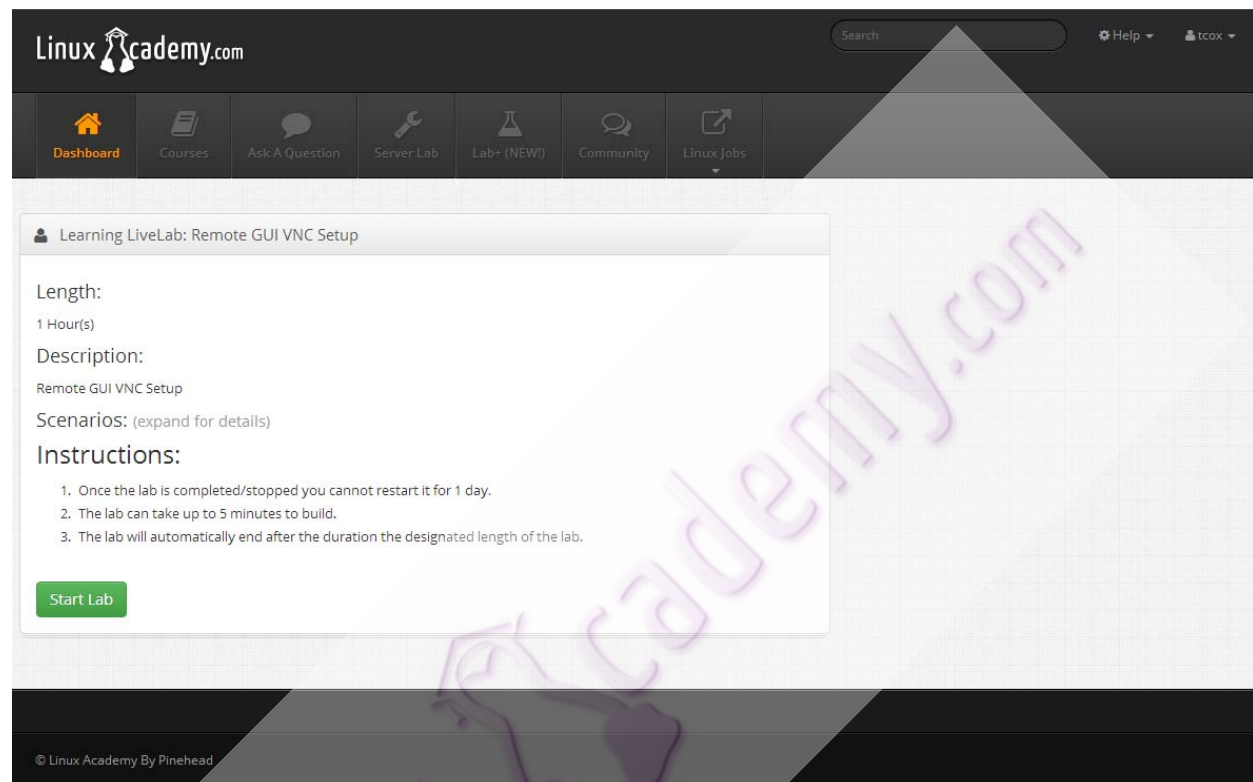 Linux Academy.com
Search
Help
tcox
Dashboard
Courses
Ask A Question
Server Lab
Lab+ (NEW!)
Community
Linux Jobs
Learning LiveLab: Remote GUI VNC Setup
Length:
1 Hour(s)
Description:
Remote GUI VNC Setup
Scenarios: (expand for details)
Instructions:
1. Once the lab is completed/stopped you cannot restart it for 1 day.
2. The lab can take up to 5 minutes to build.
3. The lab will automatically end after the duration the designated length of the lab.
Start Lab
Academy.com
© Linux Academy By Pinehead